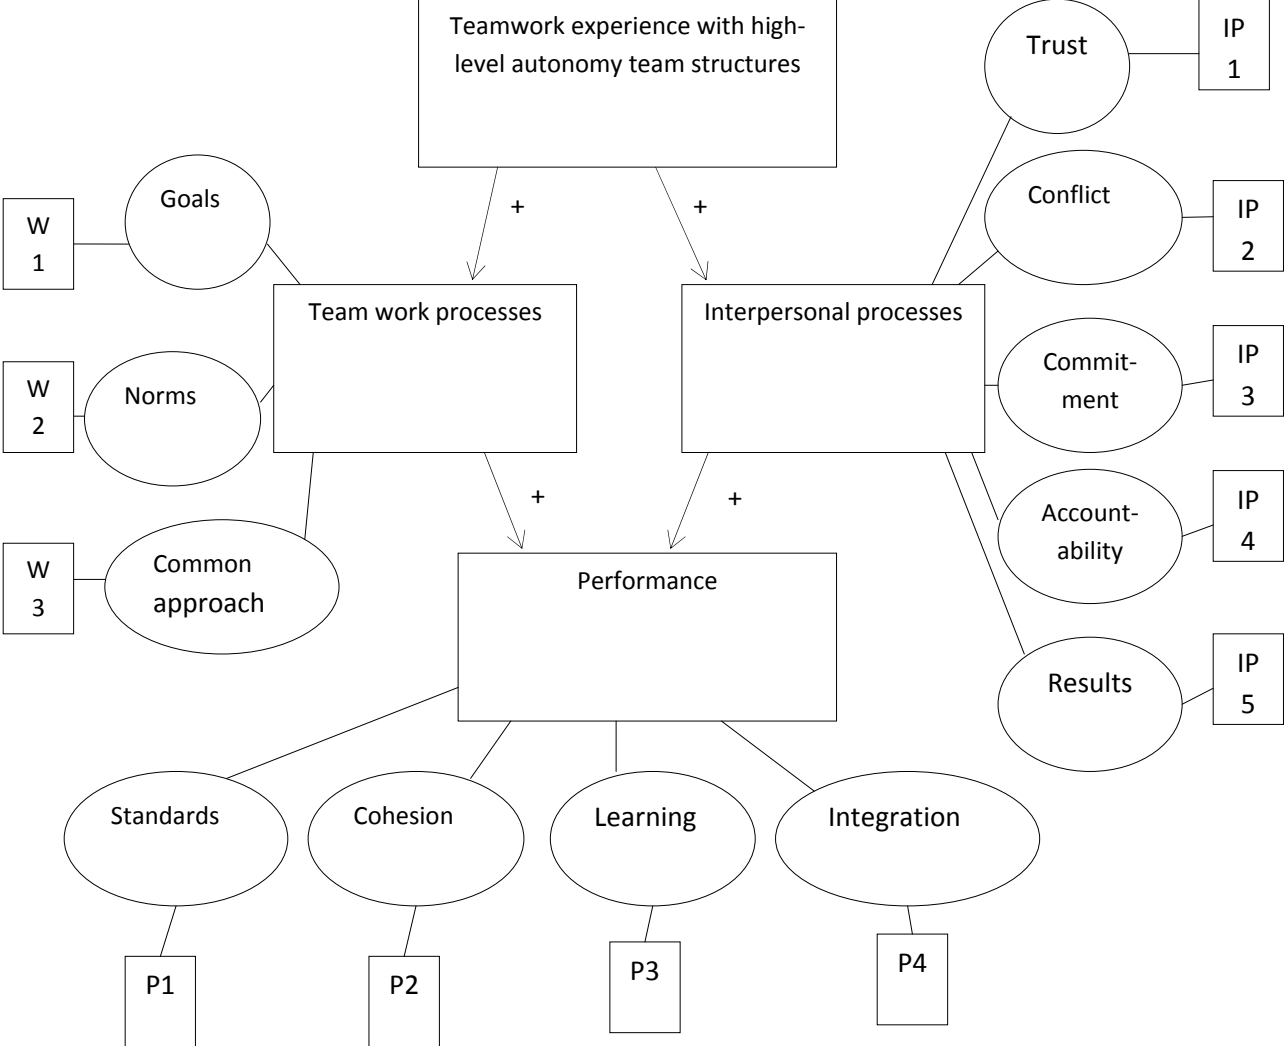 Teamwork experience with high-
level autonomy team structures
Trust
IP
1
+
+
Goals
W
1
Conflict
IP
2
Team work processes
Interpersonal processes
Norms
W
2
Commit-
ment
IP
3
+
+
Common
approach
W
3
Account-
ability
IP
4
Performance
Results
IP
5
Standards
Cohesion
Learning
Integration
P1
P2
P3
P4